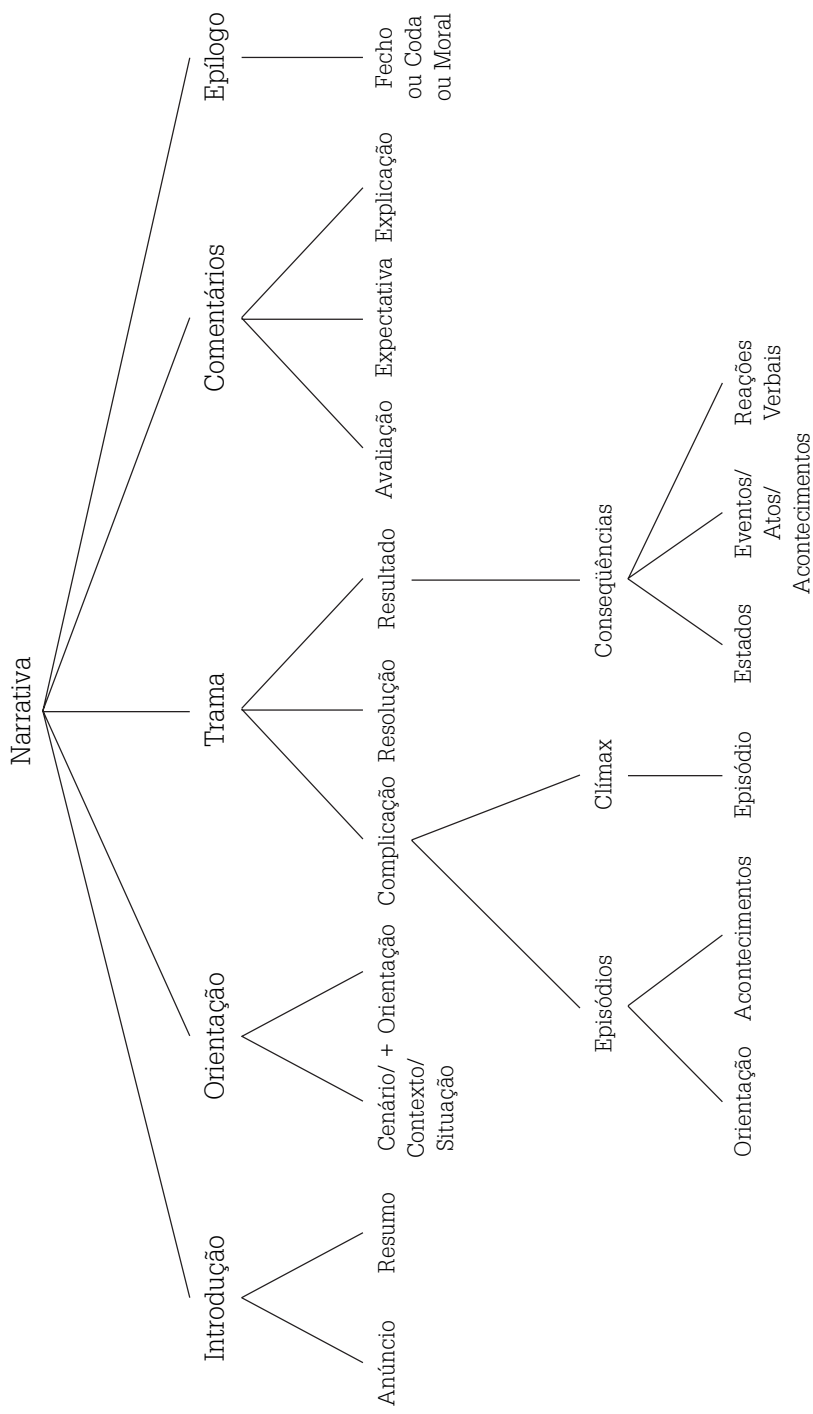 Narrativa
Introdução
Orientação
Trama
Comentários
Epílogo
Anúncio
Resumo
Cenário/ + Orientação
Contexto/
Situação
Complicação
Resolução
Resultado
Avaliação
Expectativa
Explicação
Fecho
ou Coda
ou Moral
Episódios
Clímax
Conseqüências
Orientação
Acontecimentos
Episódio
Estados
Eventos/
Atos/
Acontecimentos
Reações
Verbais